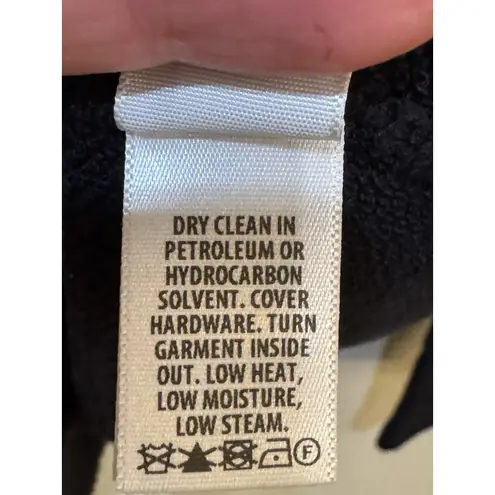 DRY CLEAN IN
PETROLEUM OR
HYDROCARBON
SOLVENT. COVER
HARDWARE. TURN
GARMENT INSIDE
OUT. LOW HEAT,
LOW MOISTURE,
LOW STEAM.
F